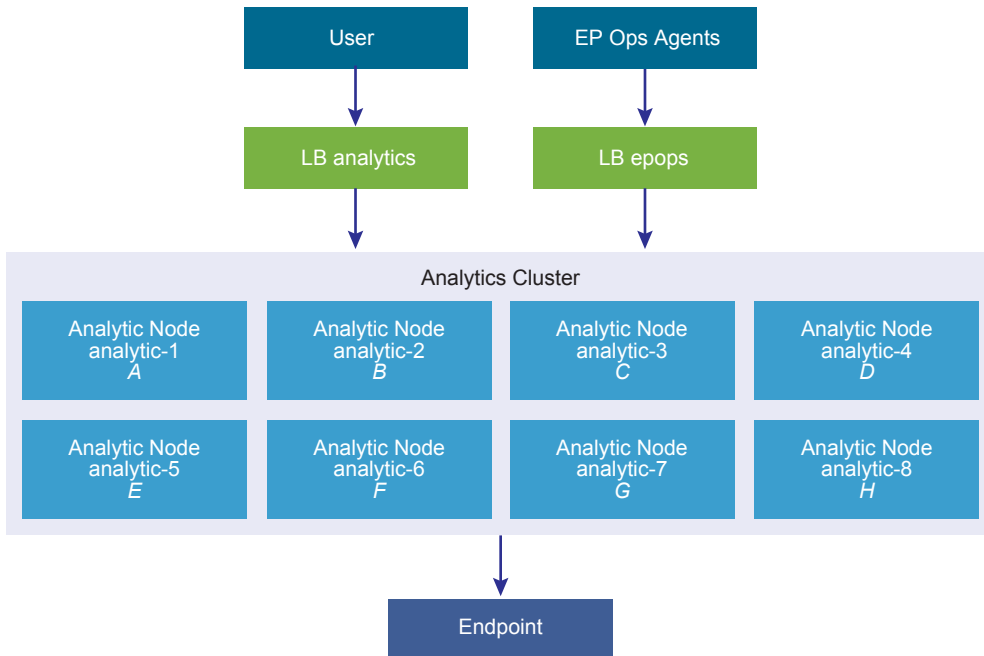 User
EP Ops Agents
LB analytics
LB epops
Analytics Cluster
Analytic Node
analytic-1
A
Analytic Node
analytic-2
B
Analytic Node
analytic-3
C
Analytic Node
analytic-4
D
Analytic Node
analytic-5
E
Analytic Node
analytic-6
F
Analytic Node
analytic-7
G
Analytic Node
analytic-8
H
Endpoint